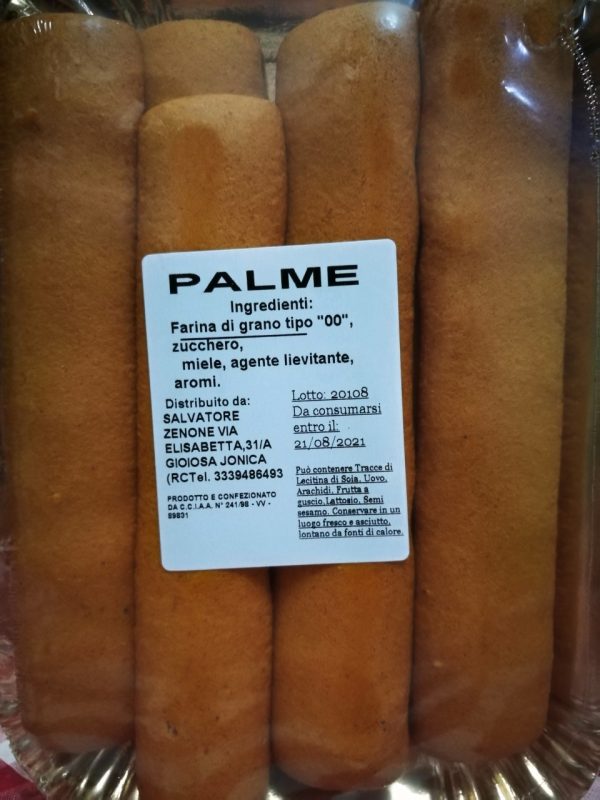 PALME
Ingredienti:
Farina di grano tipo "00",
zucchero,
miele, agente lievitante,
aromi.
Distribuito da:
SALVATORE
ZENONE VIA
ELISABETTA,31/A
GIOIOSA JONICA
(RCTel. 3339486493
PRODOTTO E CONFEZIONATO
DA C.C.I.A.A. N° 241/98 - VV -
89831
Lotto: 20108
Da consumarsi
entro il:
21/08/2021
Può contenere Tracce di
Lecitina di Soia, Uovo,
Arachidi, Frutta a
guscio,Lattosio, Semi
sesamo. Conservare in un
luogo fresco e asciutto,
lontano da fonti di calore.